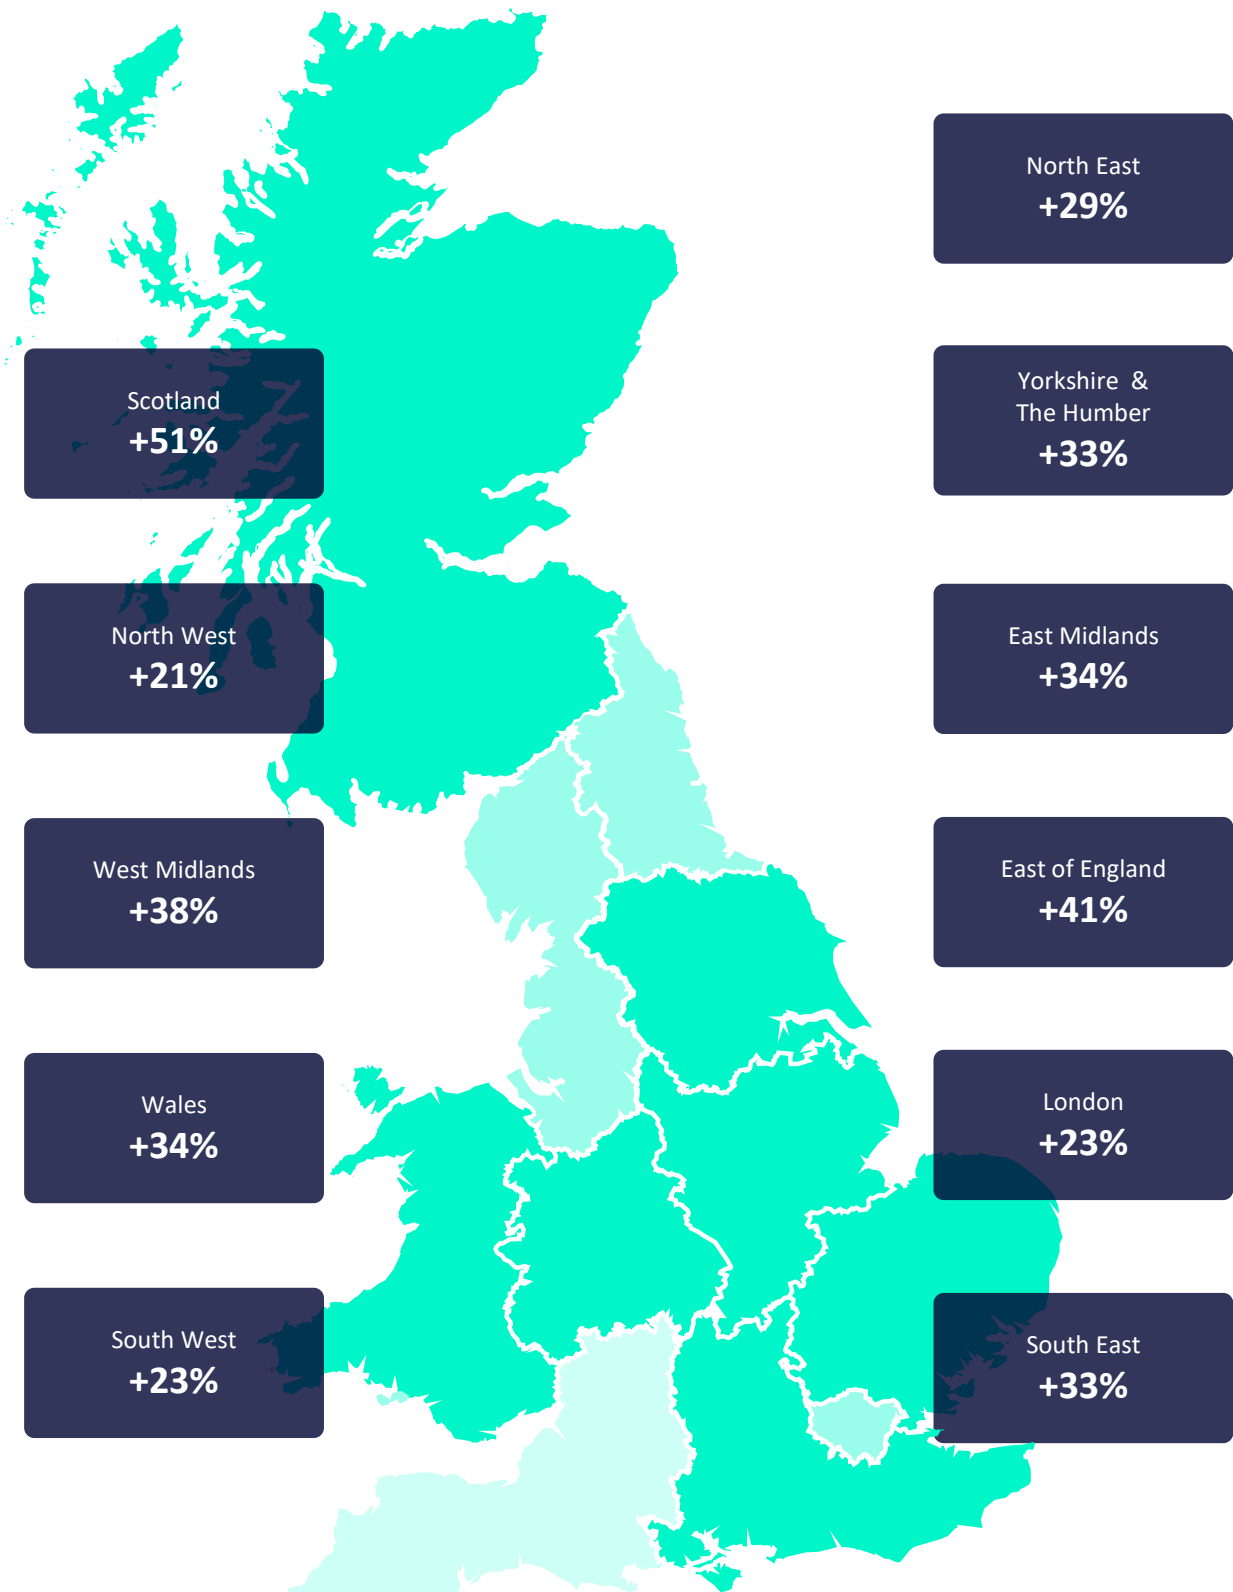 North East
+29%
Scotland
+51%
Yorkshire &
The Humber
+33%
North West
+21%
East Midlands
+34%
West Midlands
+38%
East of England
+41%
Wales
+34%
London
+23%
South West
+23%
South East
+33%